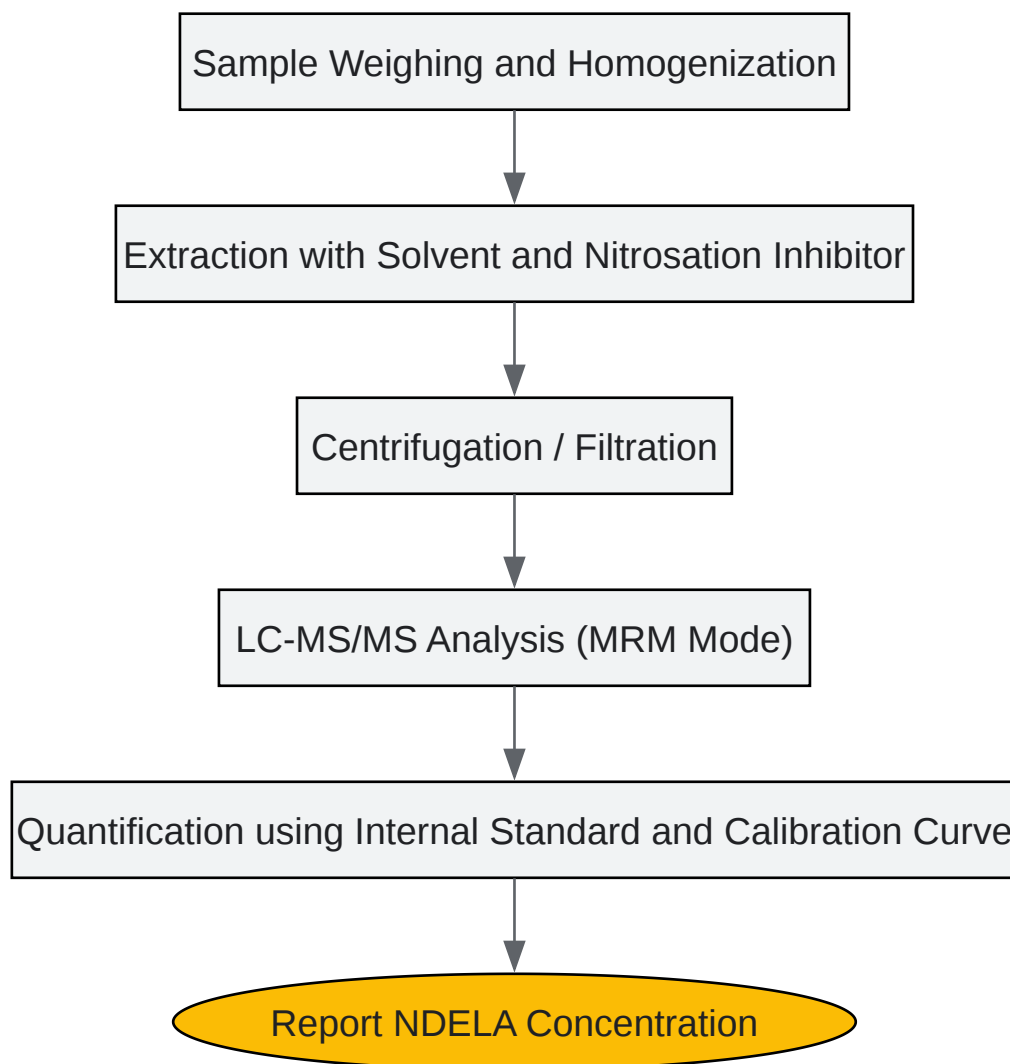 Sample Weighing and Homogenization
Extraction with Solvent and Nitrosation Inhibitor
Centrifugation / Filtration
LC-MS/MS Analysis (MRM Mode)
Quantification using Internal Standard and Calibration Curve
Report NDELA Concentration